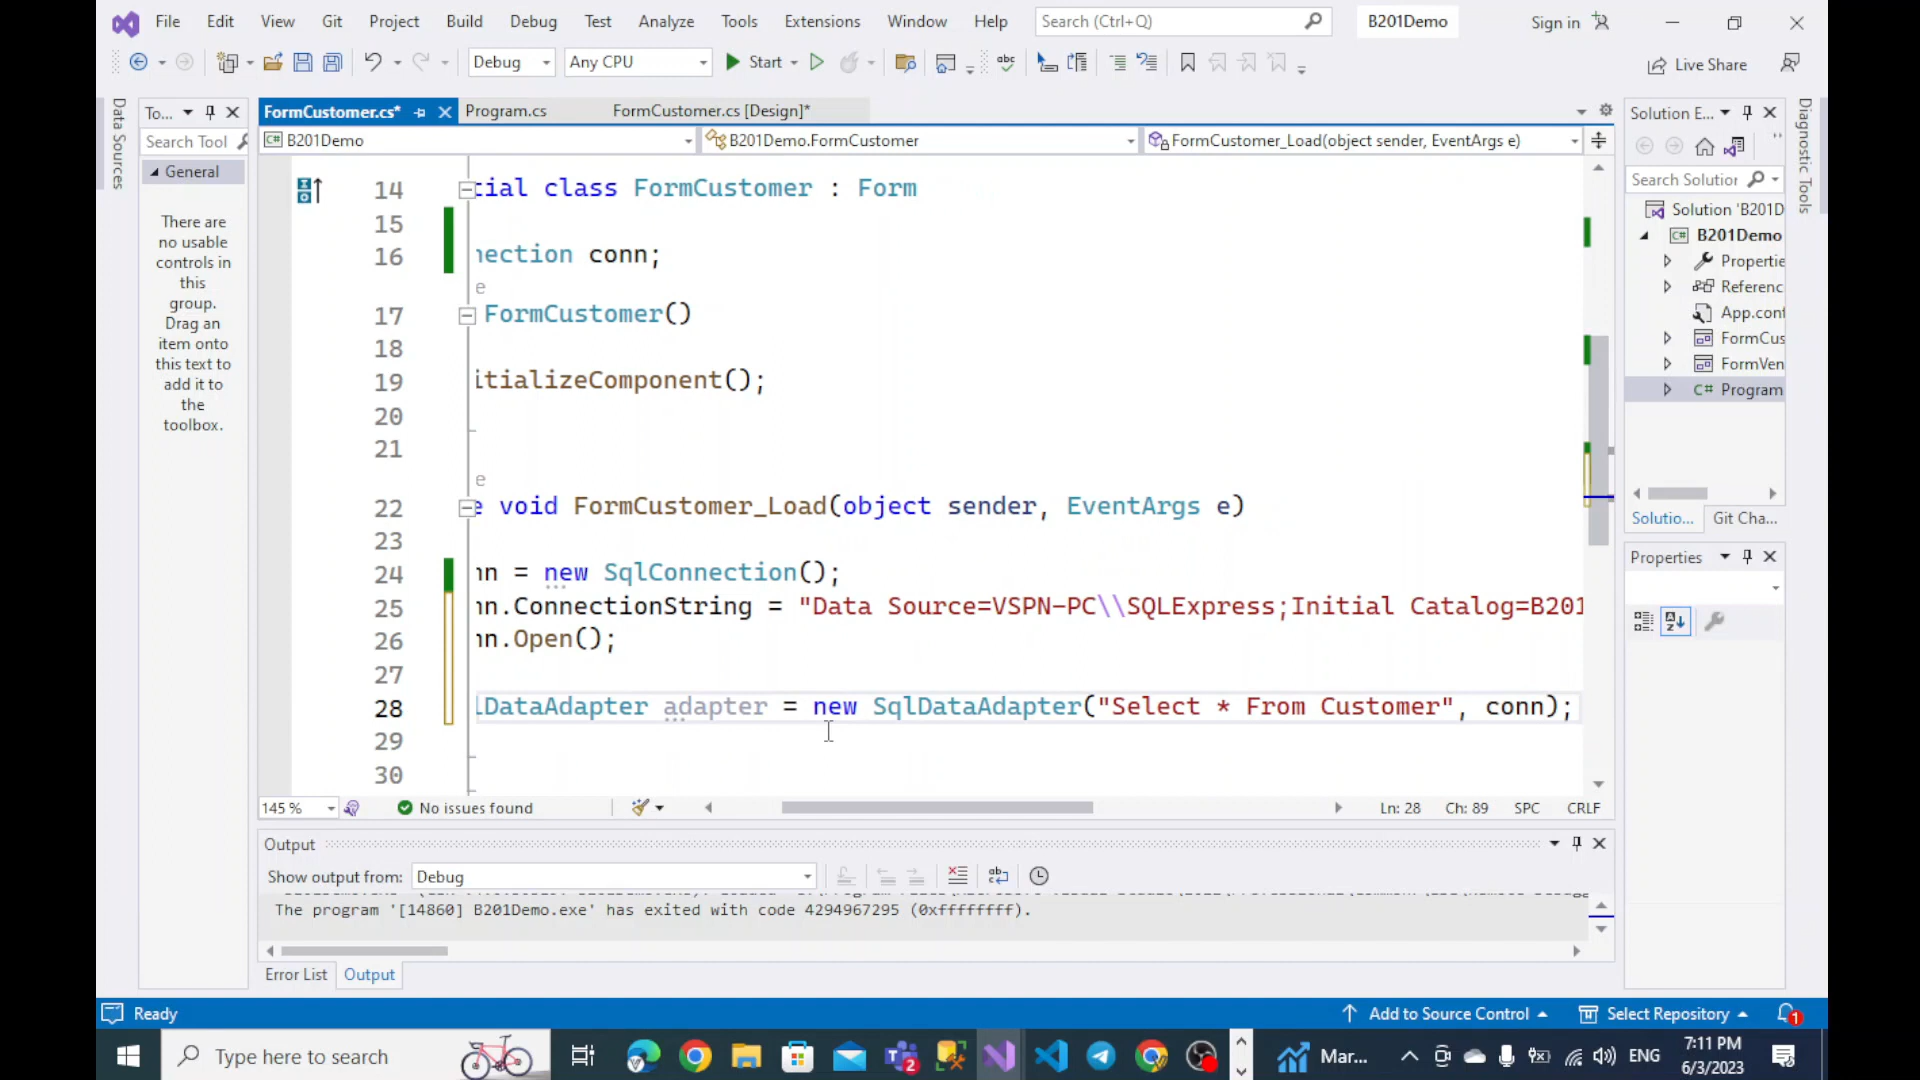 File Edit View Git Project Build Debug Test Analyze Tools Extensions Window Help Search (Ctrl+Q) B201Demo Sign in
Debug Any CPU Start Live Share
Data Sources
To...
Search Tool
General
There are
no usable
controls in
this
group.
Drag an
item onto
this text to
add it to
the
toolbox.
FormCustomer.cs* Program.cs FormCustomer.cs [Design]*
C# B201Demo B201Demo.FormCustomer FormCustomer_Load(object sender, EventArgs e)
14 tial class FormCustomer : Form
15
16 nection conn;
e
17 FormCustomer()
18
19 itializeComponent();
20
21
e
22 e void FormCustomer_Load(object sender, EventArgs e)
23
24 nn = new SqlConnection();
25 nn.ConnectionString = "Data Source=VSPN-PC\\SQLExpress;Initial Catalog=B201
26 nn.Open();
27
28 lDataAdapter adapter = new SqlDataAdapter("Select * From Customer", conn);
29
30
145 % No issues found Ln: 28 Ch: 89 SPC CRLF
Output
Show output from: Debug
The program '[14860] B201Demo.exe' has exited with code 4294967295 (0xffffffff).
Error List Output
Solution E...
Search Solution
Solution 'B201D
C# B201Demo
Propertie
Referenc
App.conf
FormCus
FormVen
C# Program
Solutio... Git Cha...
Properties
Diagnostic Tools
Ready Add to Source Control Select Repository 1
Type here to search 2 Mar... ENG 7:11 PM
6/3/2023